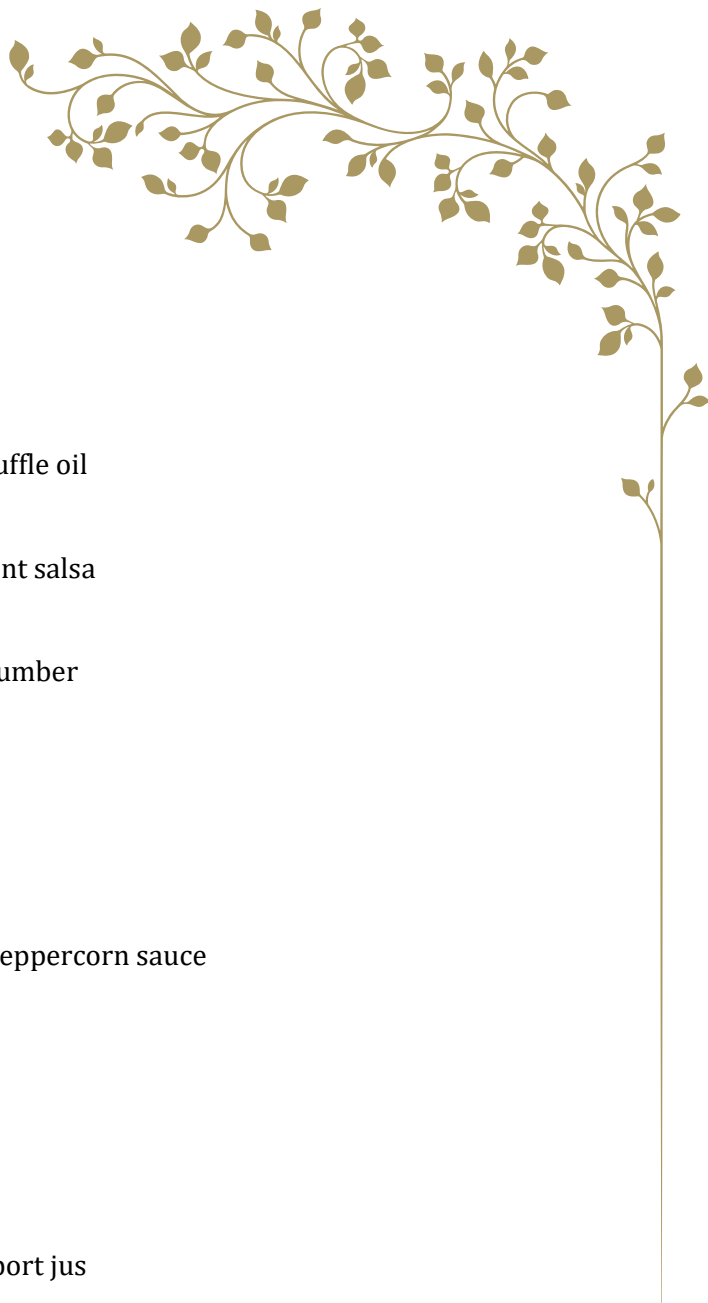 uffle oil
nt salsa
umber
eppercorn sauce
port jus